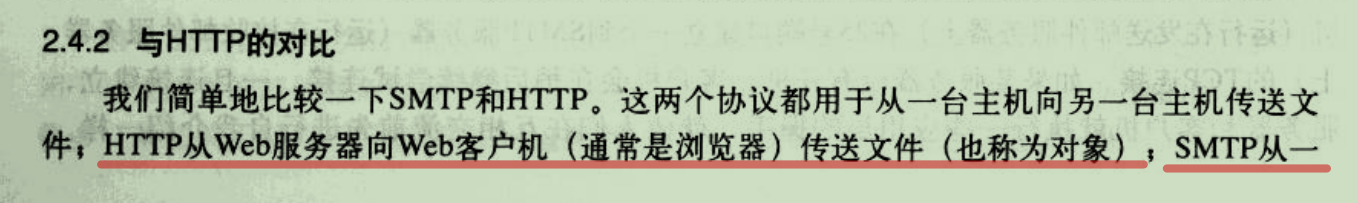 2.4.2 与HTTP的对比
我们简单地比较一下SMTP和HTTP。这两个协议都用于从一台主机向另一台主机传送文
件；HTTP从Web服务器向Web客户机（通常是浏览器）传送文件（也称为对象）；SMTP从一